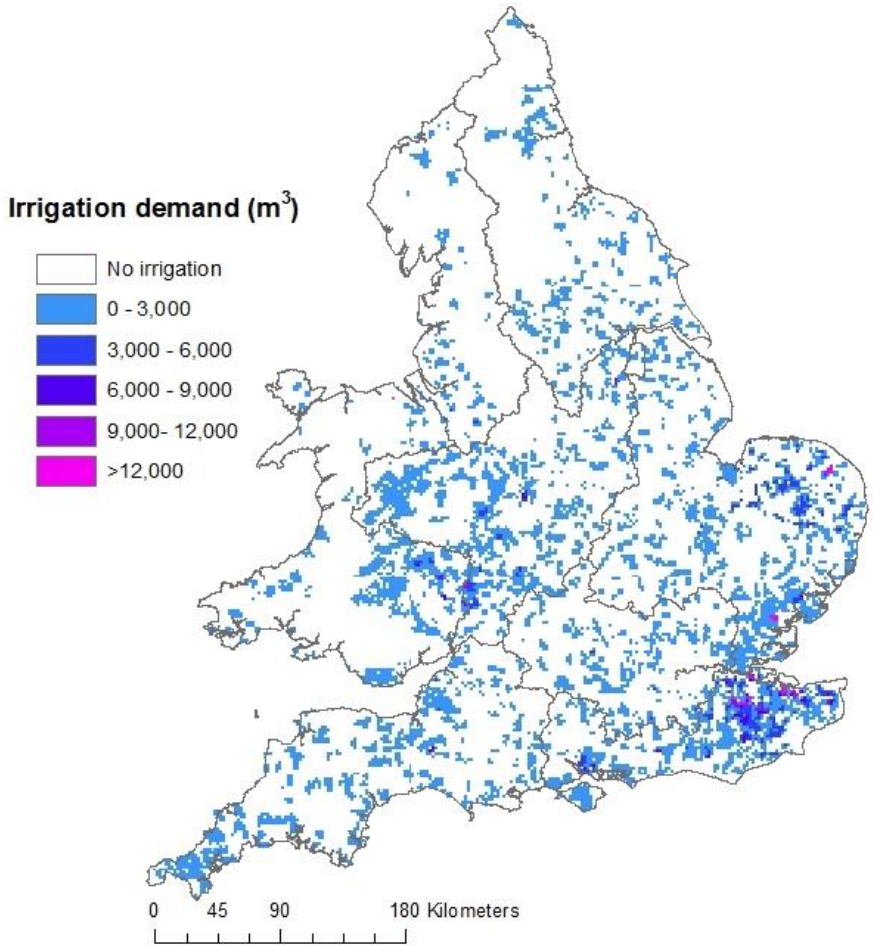 Irrigation demand (m³)
No irrigation
0 - 3,000
3,000 - 6,000
6,000 - 9,000
9,000- 12,000
>12,000
0 45 90 180 Kilometers